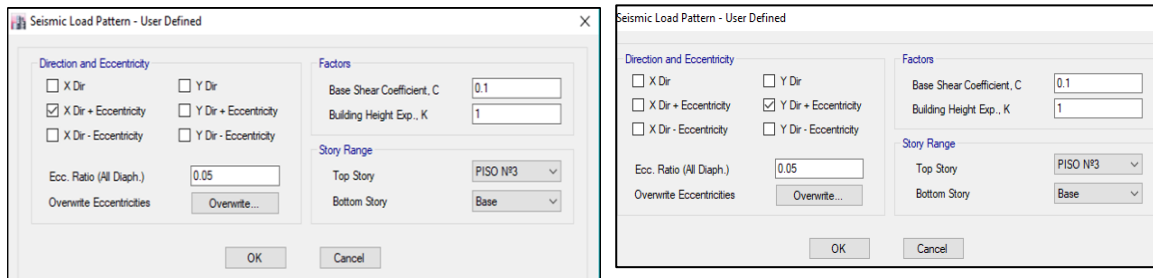 Seismic Load Pattern - User Defined
Direction and Eccentricity
X Dir
Y Dir
X Dir + Eccentricity
Y Dir + Eccentricity
X Dir - Eccentricity
Y Dir - Eccentricity
Ecc. Ratio (All Diaph.)
0.05
Overwrite Eccentricities
Overwrite...
Factors
Base Shear Coefficient, C
0.1
Building Height Exp., K
1
Story Range
Top Story
PISO Nº3
Bottom Story
Base
OK
Cancel
Seismic Load Pattern - User Defined
Direction and Eccentricity
X Dir
Y Dir
X Dir + Eccentricity
Y Dir + Eccentricity
X Dir - Eccentricity
Y Dir - Eccentricity
Ecc. Ratio (All Diaph.)
0.05
Overwrite Eccentricities
Overwrite...
Factors
Base Shear Coefficient, C
0.1
Building Height Exp., K
1
Story Range
Top Story
PISO Nº3
Bottom Story
Base
OK
Cancel